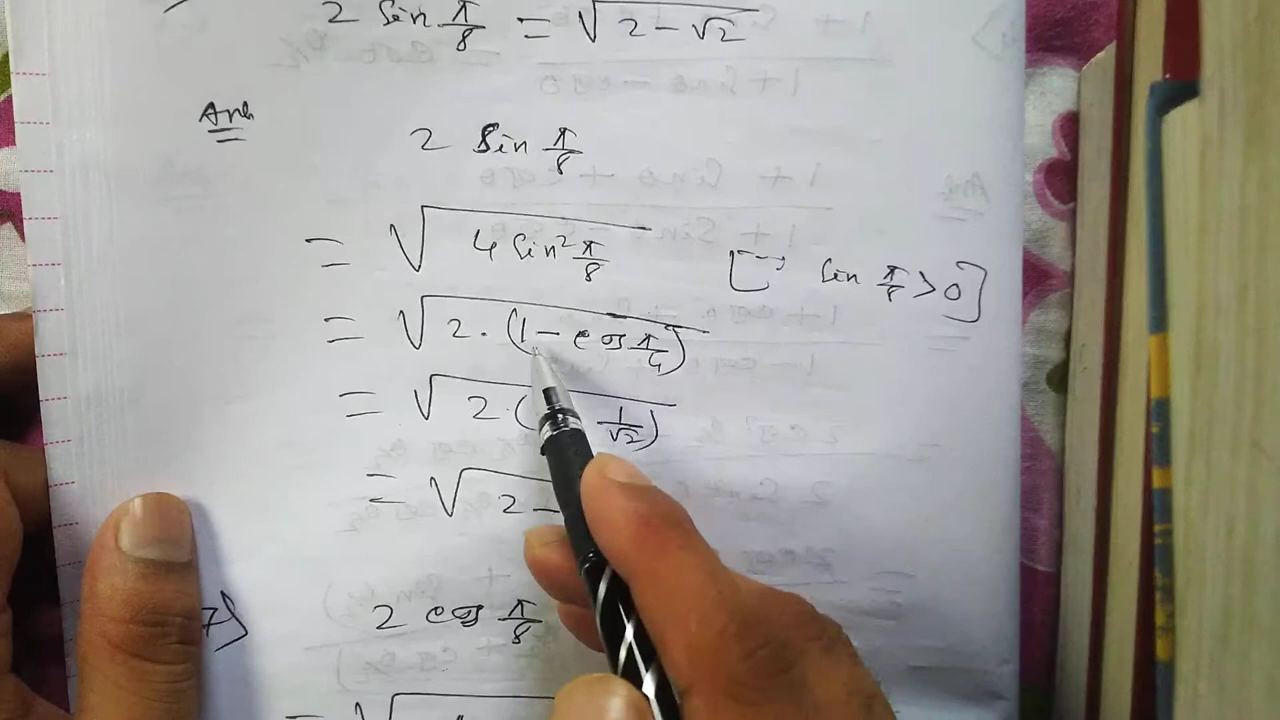 2 sin π/8 = √(2 - √2)
Ans
2 sin π/8
= √(4 sin² π/8) [∵ sin π/8 > 0]
= √(2 · (1 - cos π/4))
= √(2 · ( 1/√2))
= √(2 -
7) 2 cos π/8
= √